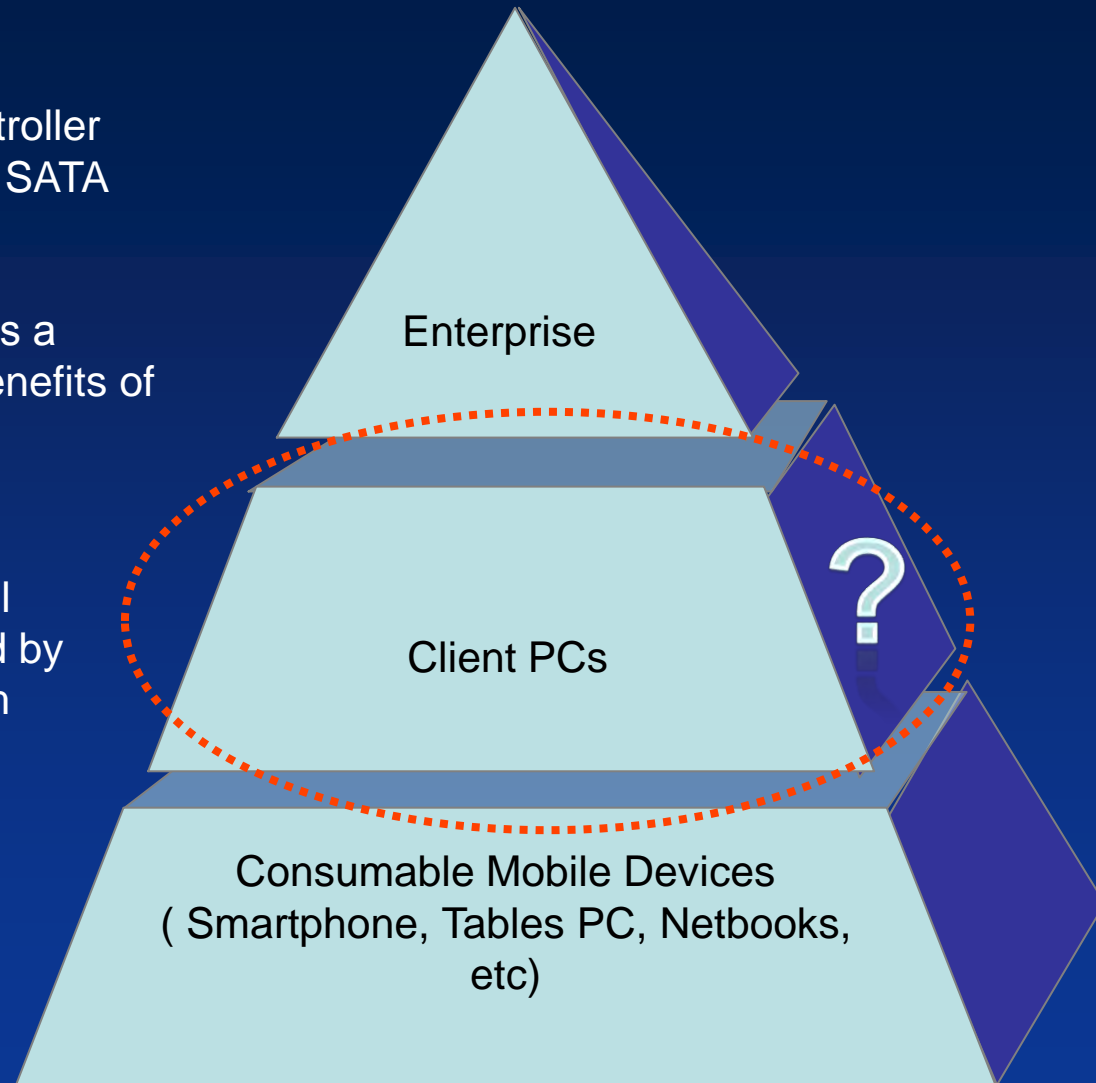 troller
SATA
s a
enefits of
l
d by
n
Enterprise
?
Client PCs
Consumable Mobile Devices
( Smartphone, Tables PC, Netbooks,
etc)